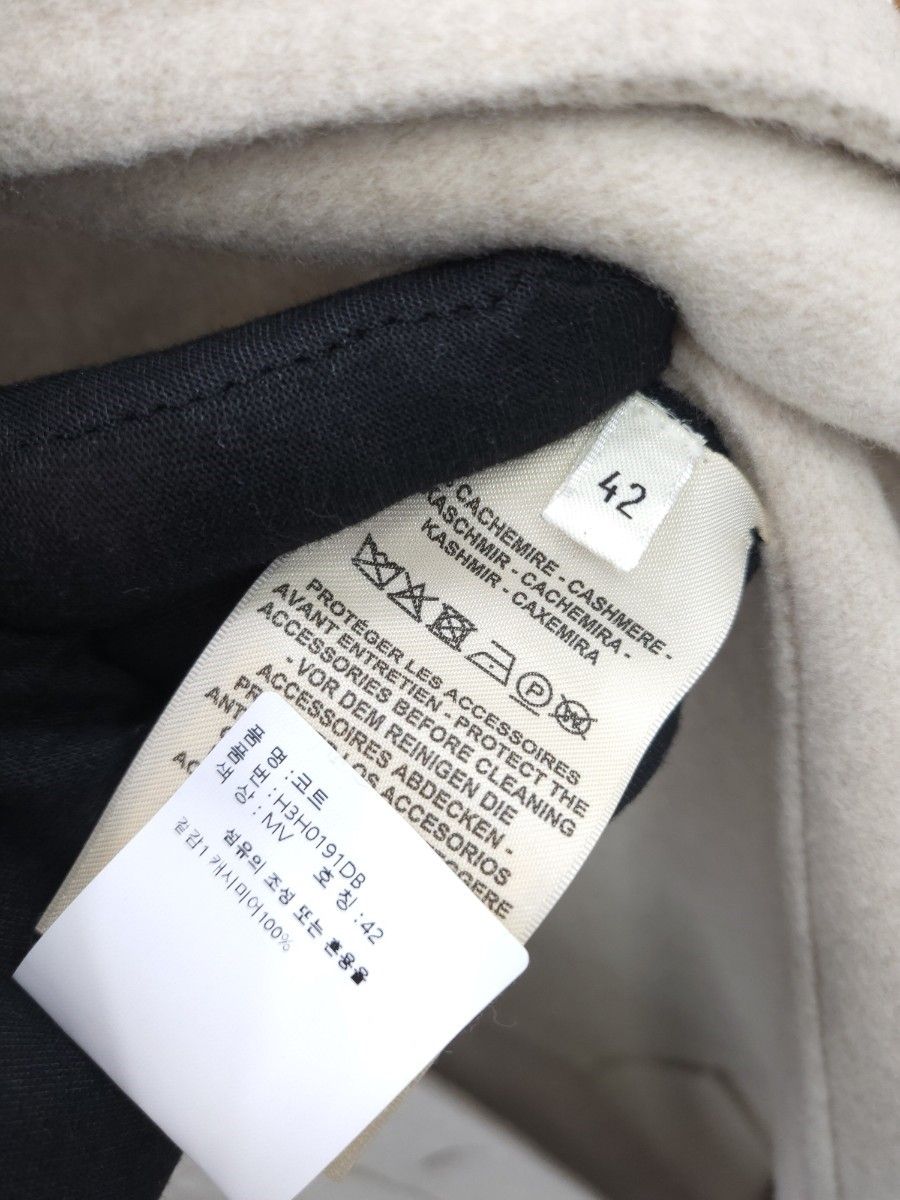 42
CACHEMIRE - CASHMERE -
KASCHMIR - CACHEMIRA -
KASHMIR - CAXEMIRA
P
PROTÉGER LES ACCESSOIRES
AVANT ENTRETIEN - PROTECT THE
ACCESSORIES BEFORE CLEANING
- VOR DEM REINIGEN DIE
ACCESSOIRES ABDECKEN -
LOS ACCESORIOS
품 명 :코트
품 번 :H3H0191DB
색 상 :MV 호 칭 :42
섬유의 조성 또는 혼용율
겉감1 캐시미어100%